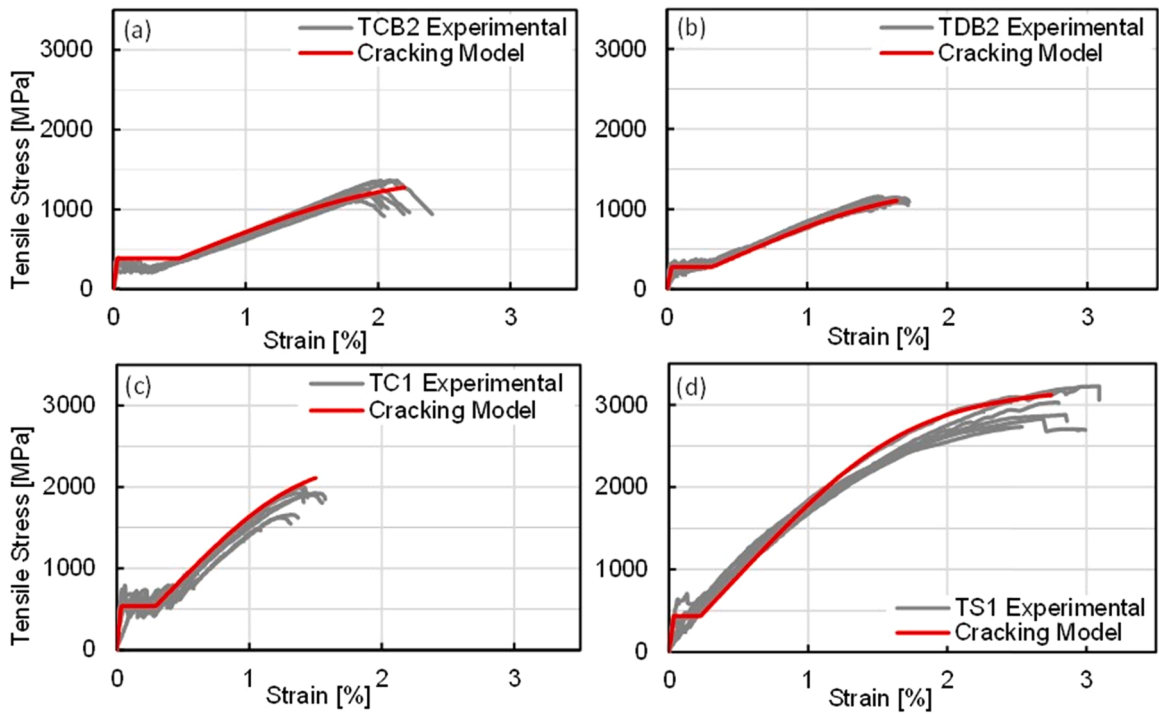 (a)
TCB2 Experimental
Cracking Model
3000
2000
1000
0
Tensile Stress [MPa]
0 1 2 3
Strain [%]
(b)
TDB2 Experimental
Cracking Model
3000
2000
1000
0
0 1 2 3
Strain [%]
(c)
TC1 Experimental
Cracking Model
3000
2000
1000
0
Tensile Stress [MPa]
0 1 2 3
Strain [%]
(d)
3000
2000
1000
0
TS1 Experimental
Cracking Model
0 1 2 3
Strain [%]